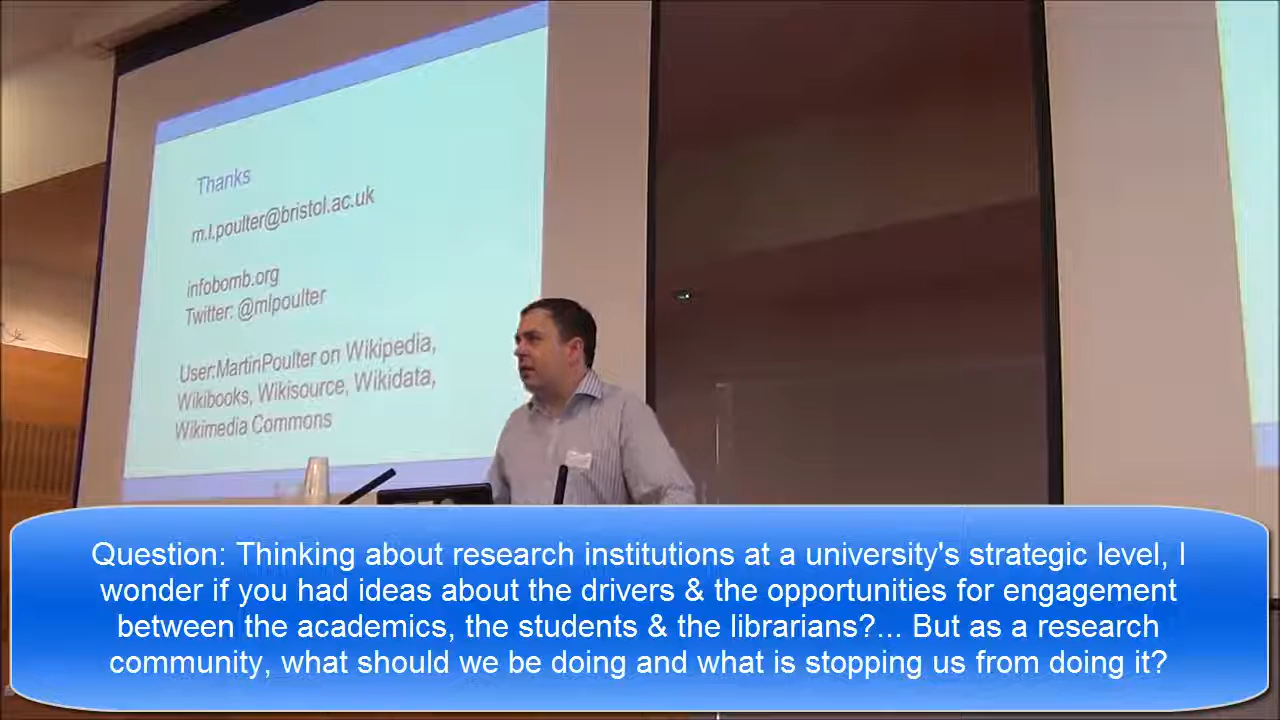 Thanks
m.l.poulter@bristol.ac.uk
infobomb.org
Twitter: @mlpoulter
User:MartinPoulter on Wikipedia,
Wikibooks, Wikisource, Wikidata,
Wikimedia Commons
Question: Thinking about research institutions at a university's strategic level, I
wonder if you had ideas about the drivers & the opportunities for engagement
between the academics, the students & the librarians?... But as a research
community, what should we be doing and what is stopping us from doing it?